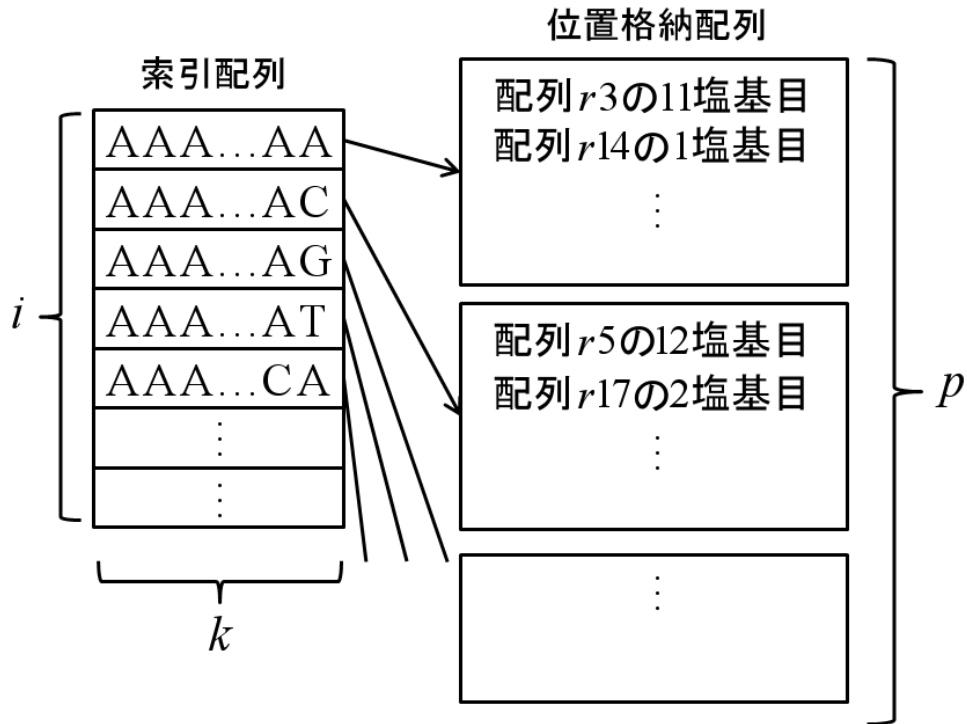 位置格納配列
索引配列
配列r3の11塩基目
配列r14の1塩基目
⋮
AAA…AA
AAA…AC
AAA…AG
AAA…AT
AAA…CA
⋮
⋮
i
k
配列r5の12塩基目
配列r17の2塩基目
⋮
⋮
p